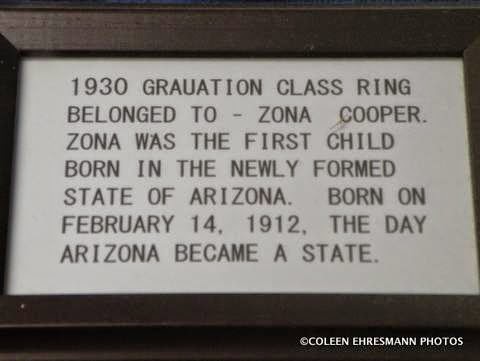 1930 GRAUATION CLASS RING
BELONGED TO - ZONA COOPER.
ZONA WAS THE FIRST CHILD
BORN IN THE NEWLY FORMED
STATE OF ARIZONA. BORN ON
FEBRUARY 14, 1912, THE DAY
ARIZONA BECAME A STATE.
©COLEEN EHRESMANN PHOTOS